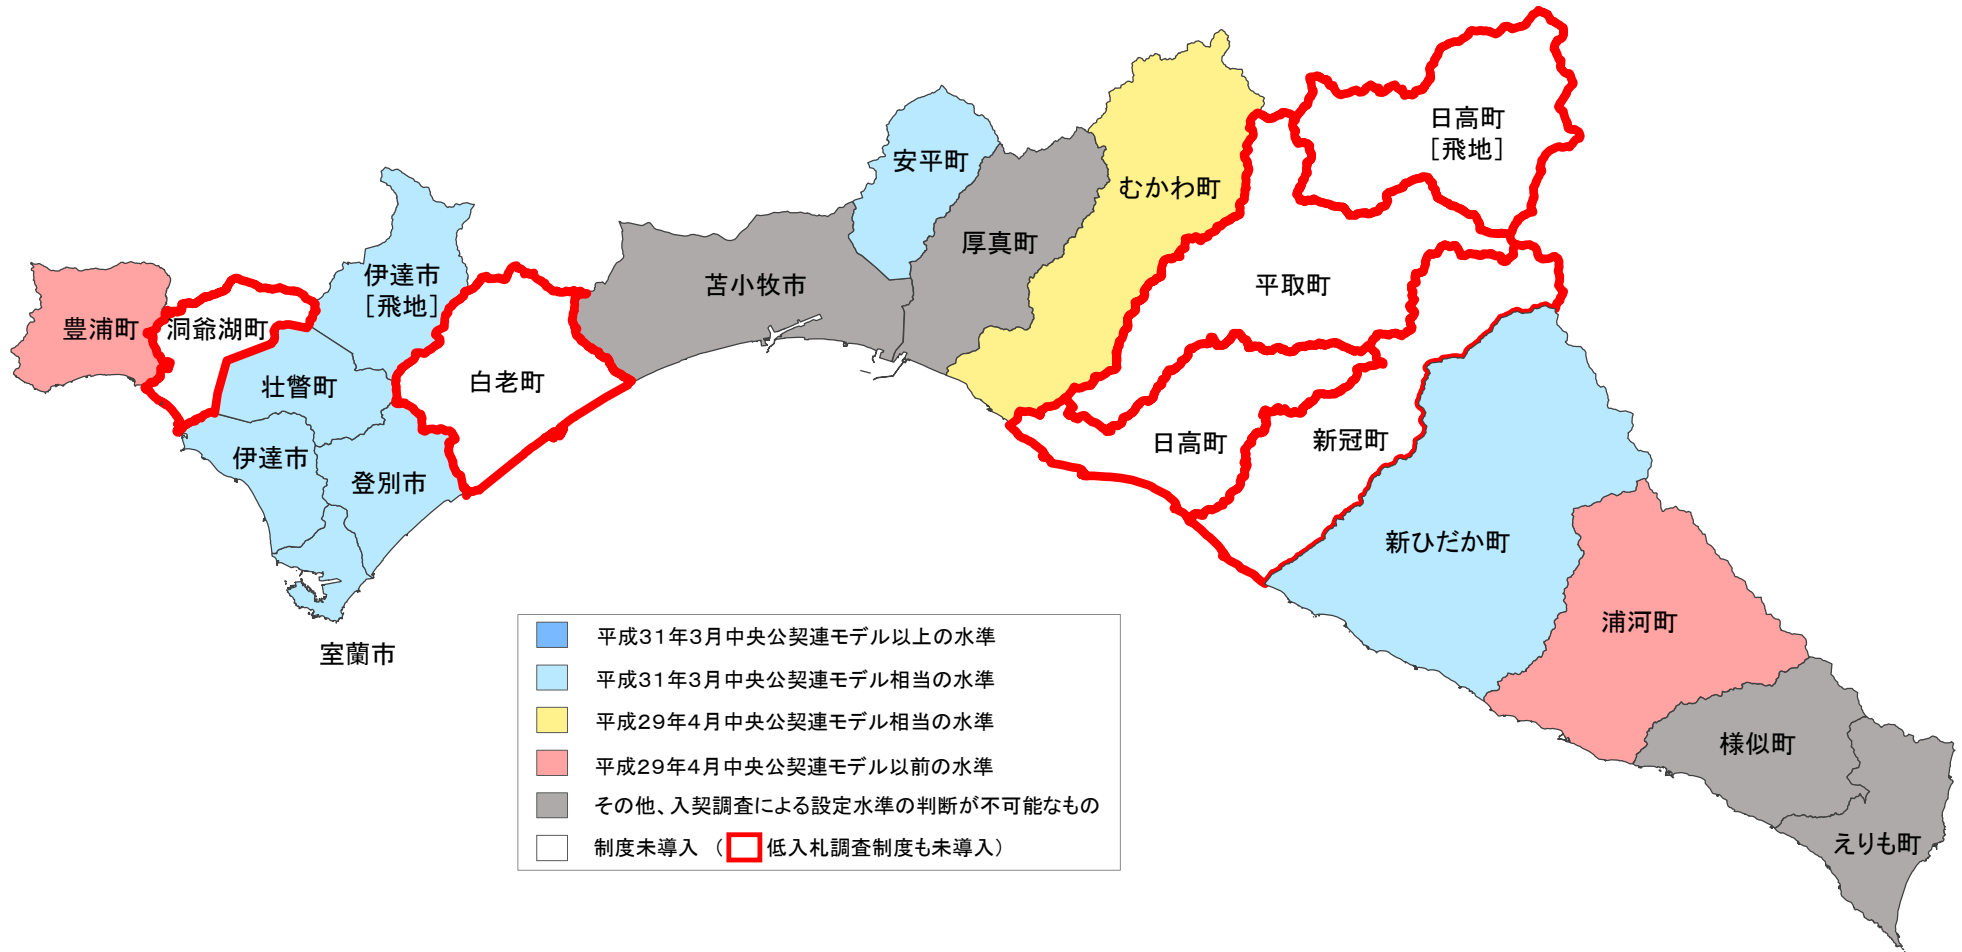 日高町
[飛地]
安平町
むかわ町
厚真町
伊達市
[飛地]
苫小牧市
平取町
豊浦町
洞爺湖町
壮瞥町
白老町
伊達市
登別市
日高町
新冠町
新ひだか町
浦河町
室蘭市
様似町
えりも町
平成31年3月中央公契連モデル以上の水準
平成31年3月中央公契連モデル相当の水準
平成29年4月中央公契連モデル相当の水準
平成29年4月中央公契連モデル以前の水準
その他、入契調査による設定水準の判断が不可能なもの
制度未導入 ( 低入札調査制度も未導入)